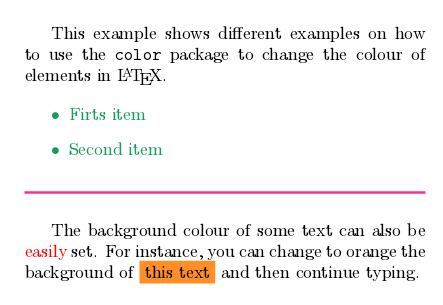 This example shows different examples on how
to use the color package to change the colour of
elements in LATEX.
• Firts item
• Second item
The background colour of some text can also be
easily set. For instance, you can change to orange the
background of this text and then continue typing.